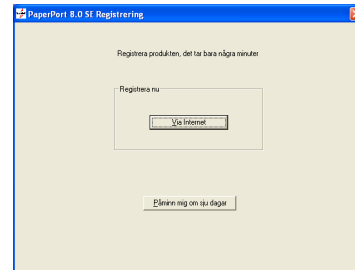 PaperPort 8.0 SE Registrering
Registrera produkten, det tar bara några minuter
Registrera nu
Via Internet
Påminn mig om sju dagar